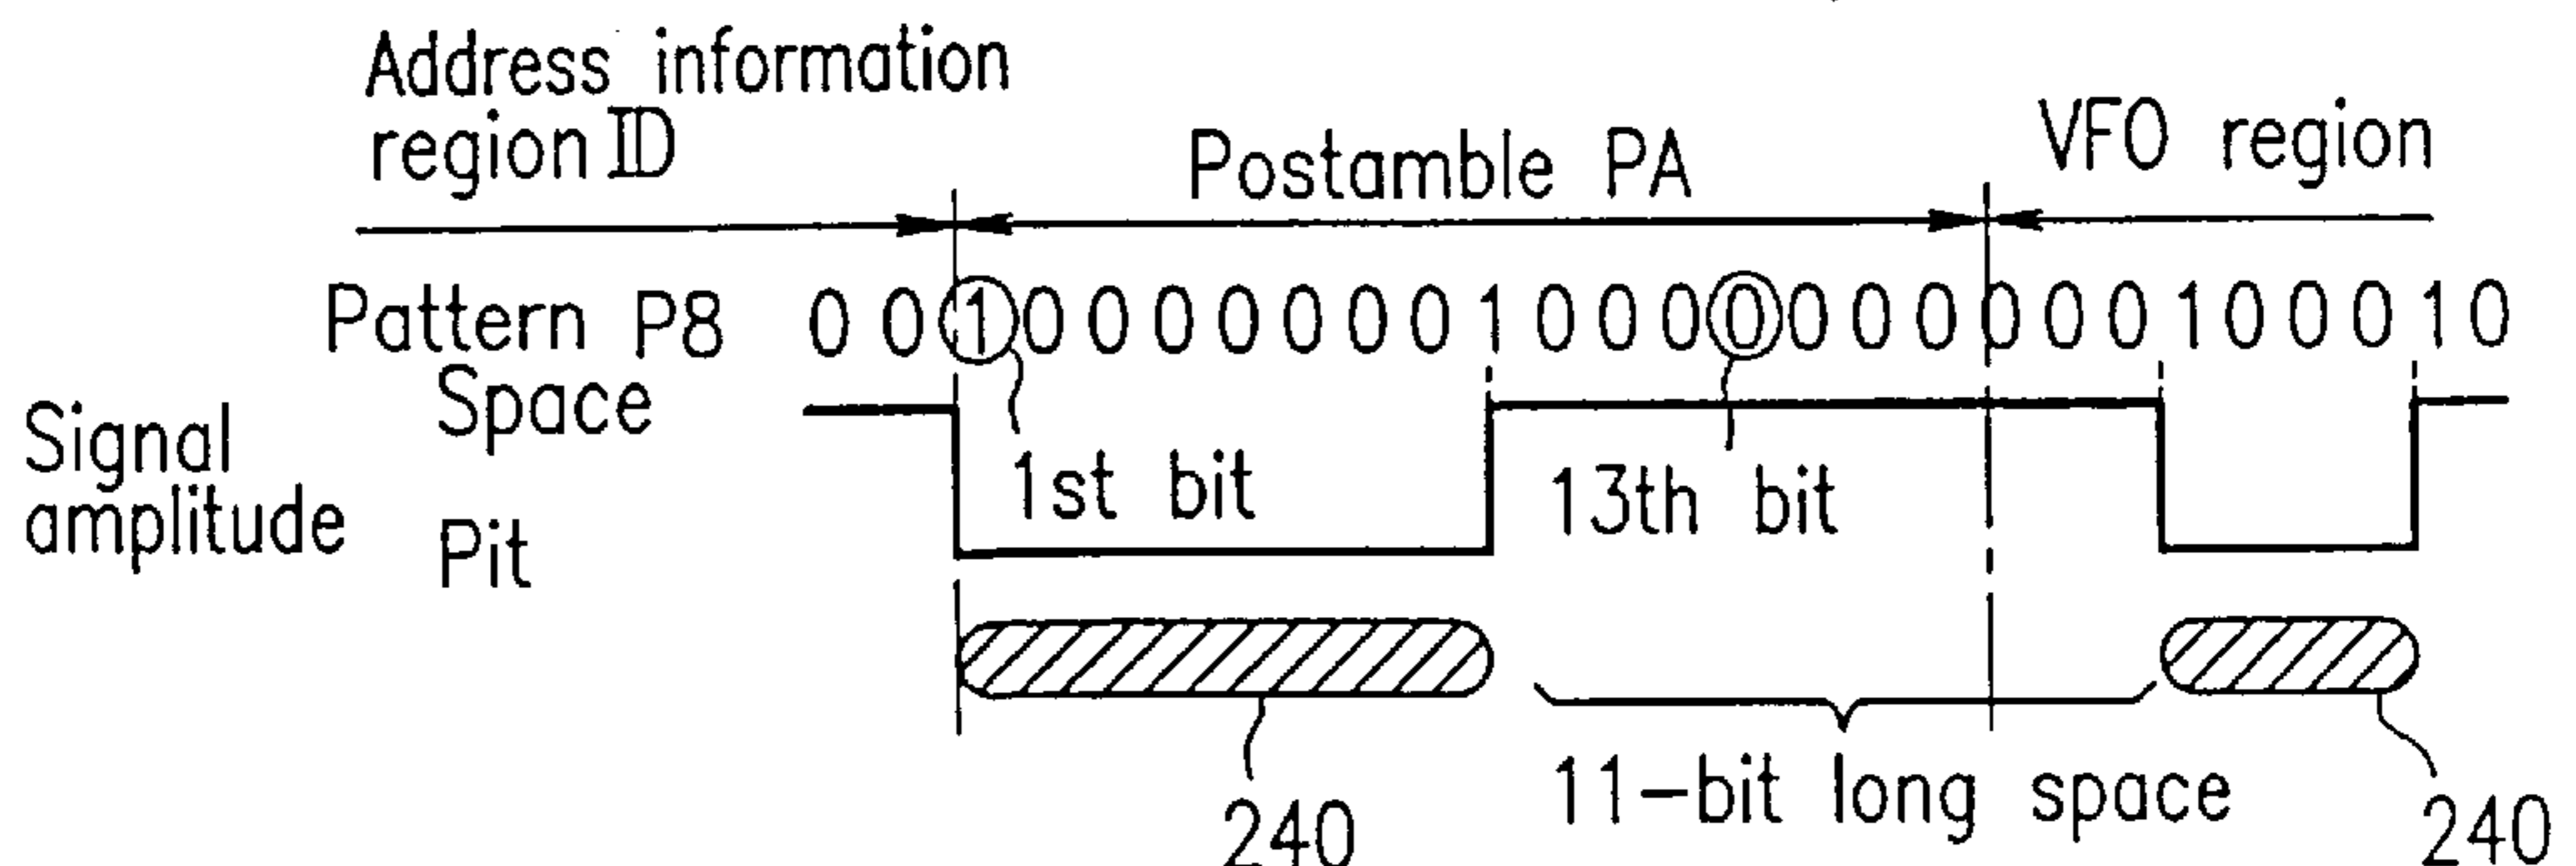 Address information
region ID
Postamble PA
VFO region
Pattern P8 0 0 1 0 0 0 0 0 0 0 1 0 0 0 0 0 0 0 0 0 0 1 0 0 0 1 0
Space
Signal
amplitude
Pit
1st bit
13th bit
11-bit long space
240
240